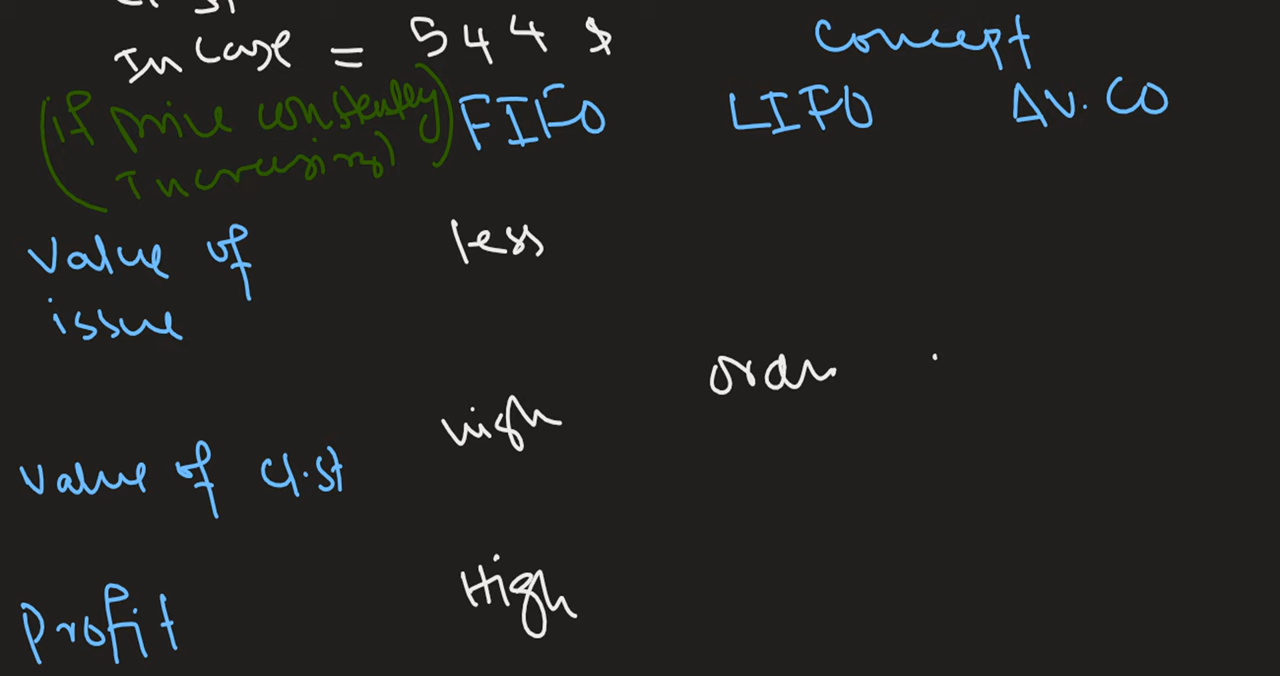 In Case = 544 $
Concept
(if price constantly Increasing) FIFO LIFO AV. CO
Value of issue less
order
Value of Cl.st high
Profit High